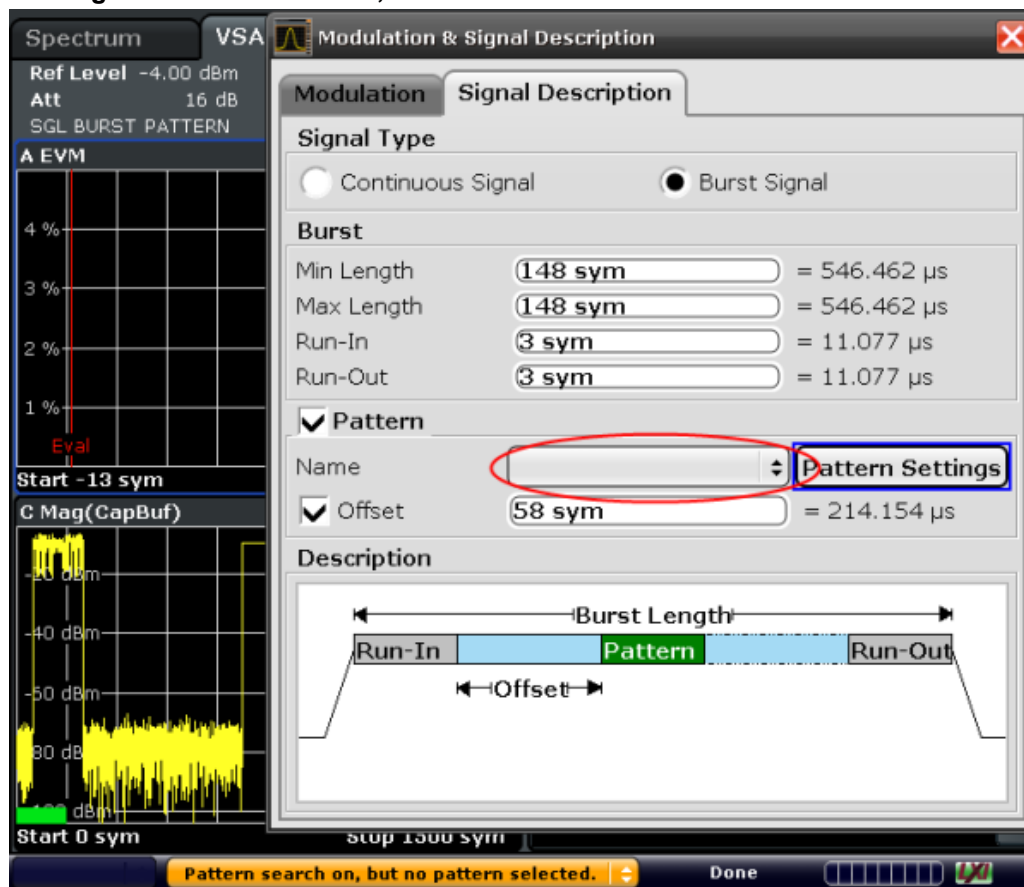 Spectrum VSA
Ref Level -4.00 dBm
Att 16 dB
SGL BURST PATTERN
A EVM
4 %
3 %
2 %
1 %
Eval
Start -13 sym
C Mag(CapBuf)
-40 dBm
Start 0 sym Stop 1500 sym
Modulation & Signal Description
Modulation Signal Description
Signal Type
Continuous Signal Burst Signal
Burst
Min Length 148 sym = 546.462 µs
Max Length 148 sym = 546.462 µs
Run-In 3 sym = 11.077 µs
Run-Out 3 sym = 11.077 µs
Pattern
Name Pattern Settings
Offset 58 sym = 214.154 µs
Description
Burst Length
Run-In Pattern Run-Out
Offset
Pattern search on, but no pattern selected. Done LXI